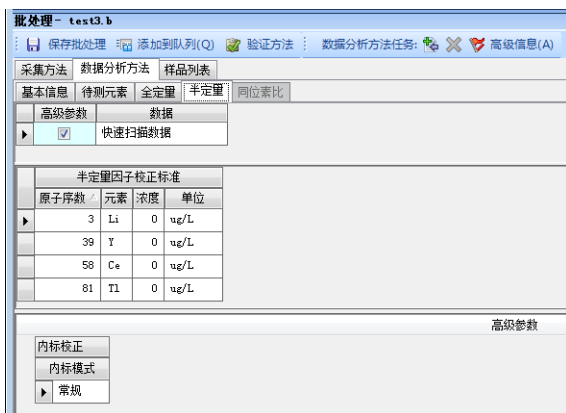 批处理- test3.b
保存批处理 添加到队列(Q) 验证方法 数据分析方法任务: 高级信息(A)
采集方法 数据分析方法 样品列表
基本信息 待测元素 全定量 半定量 同位素比
高级参数 数据
快速扫描数据
半定量因子校正标准
原子序数 元素 浓度 单位
3 Li 0 ug/L
39 Y 0 ug/L
58 Ce 0 ug/L
81 Tl 0 ug/L
高级参数
内标校正
内标模式
常规